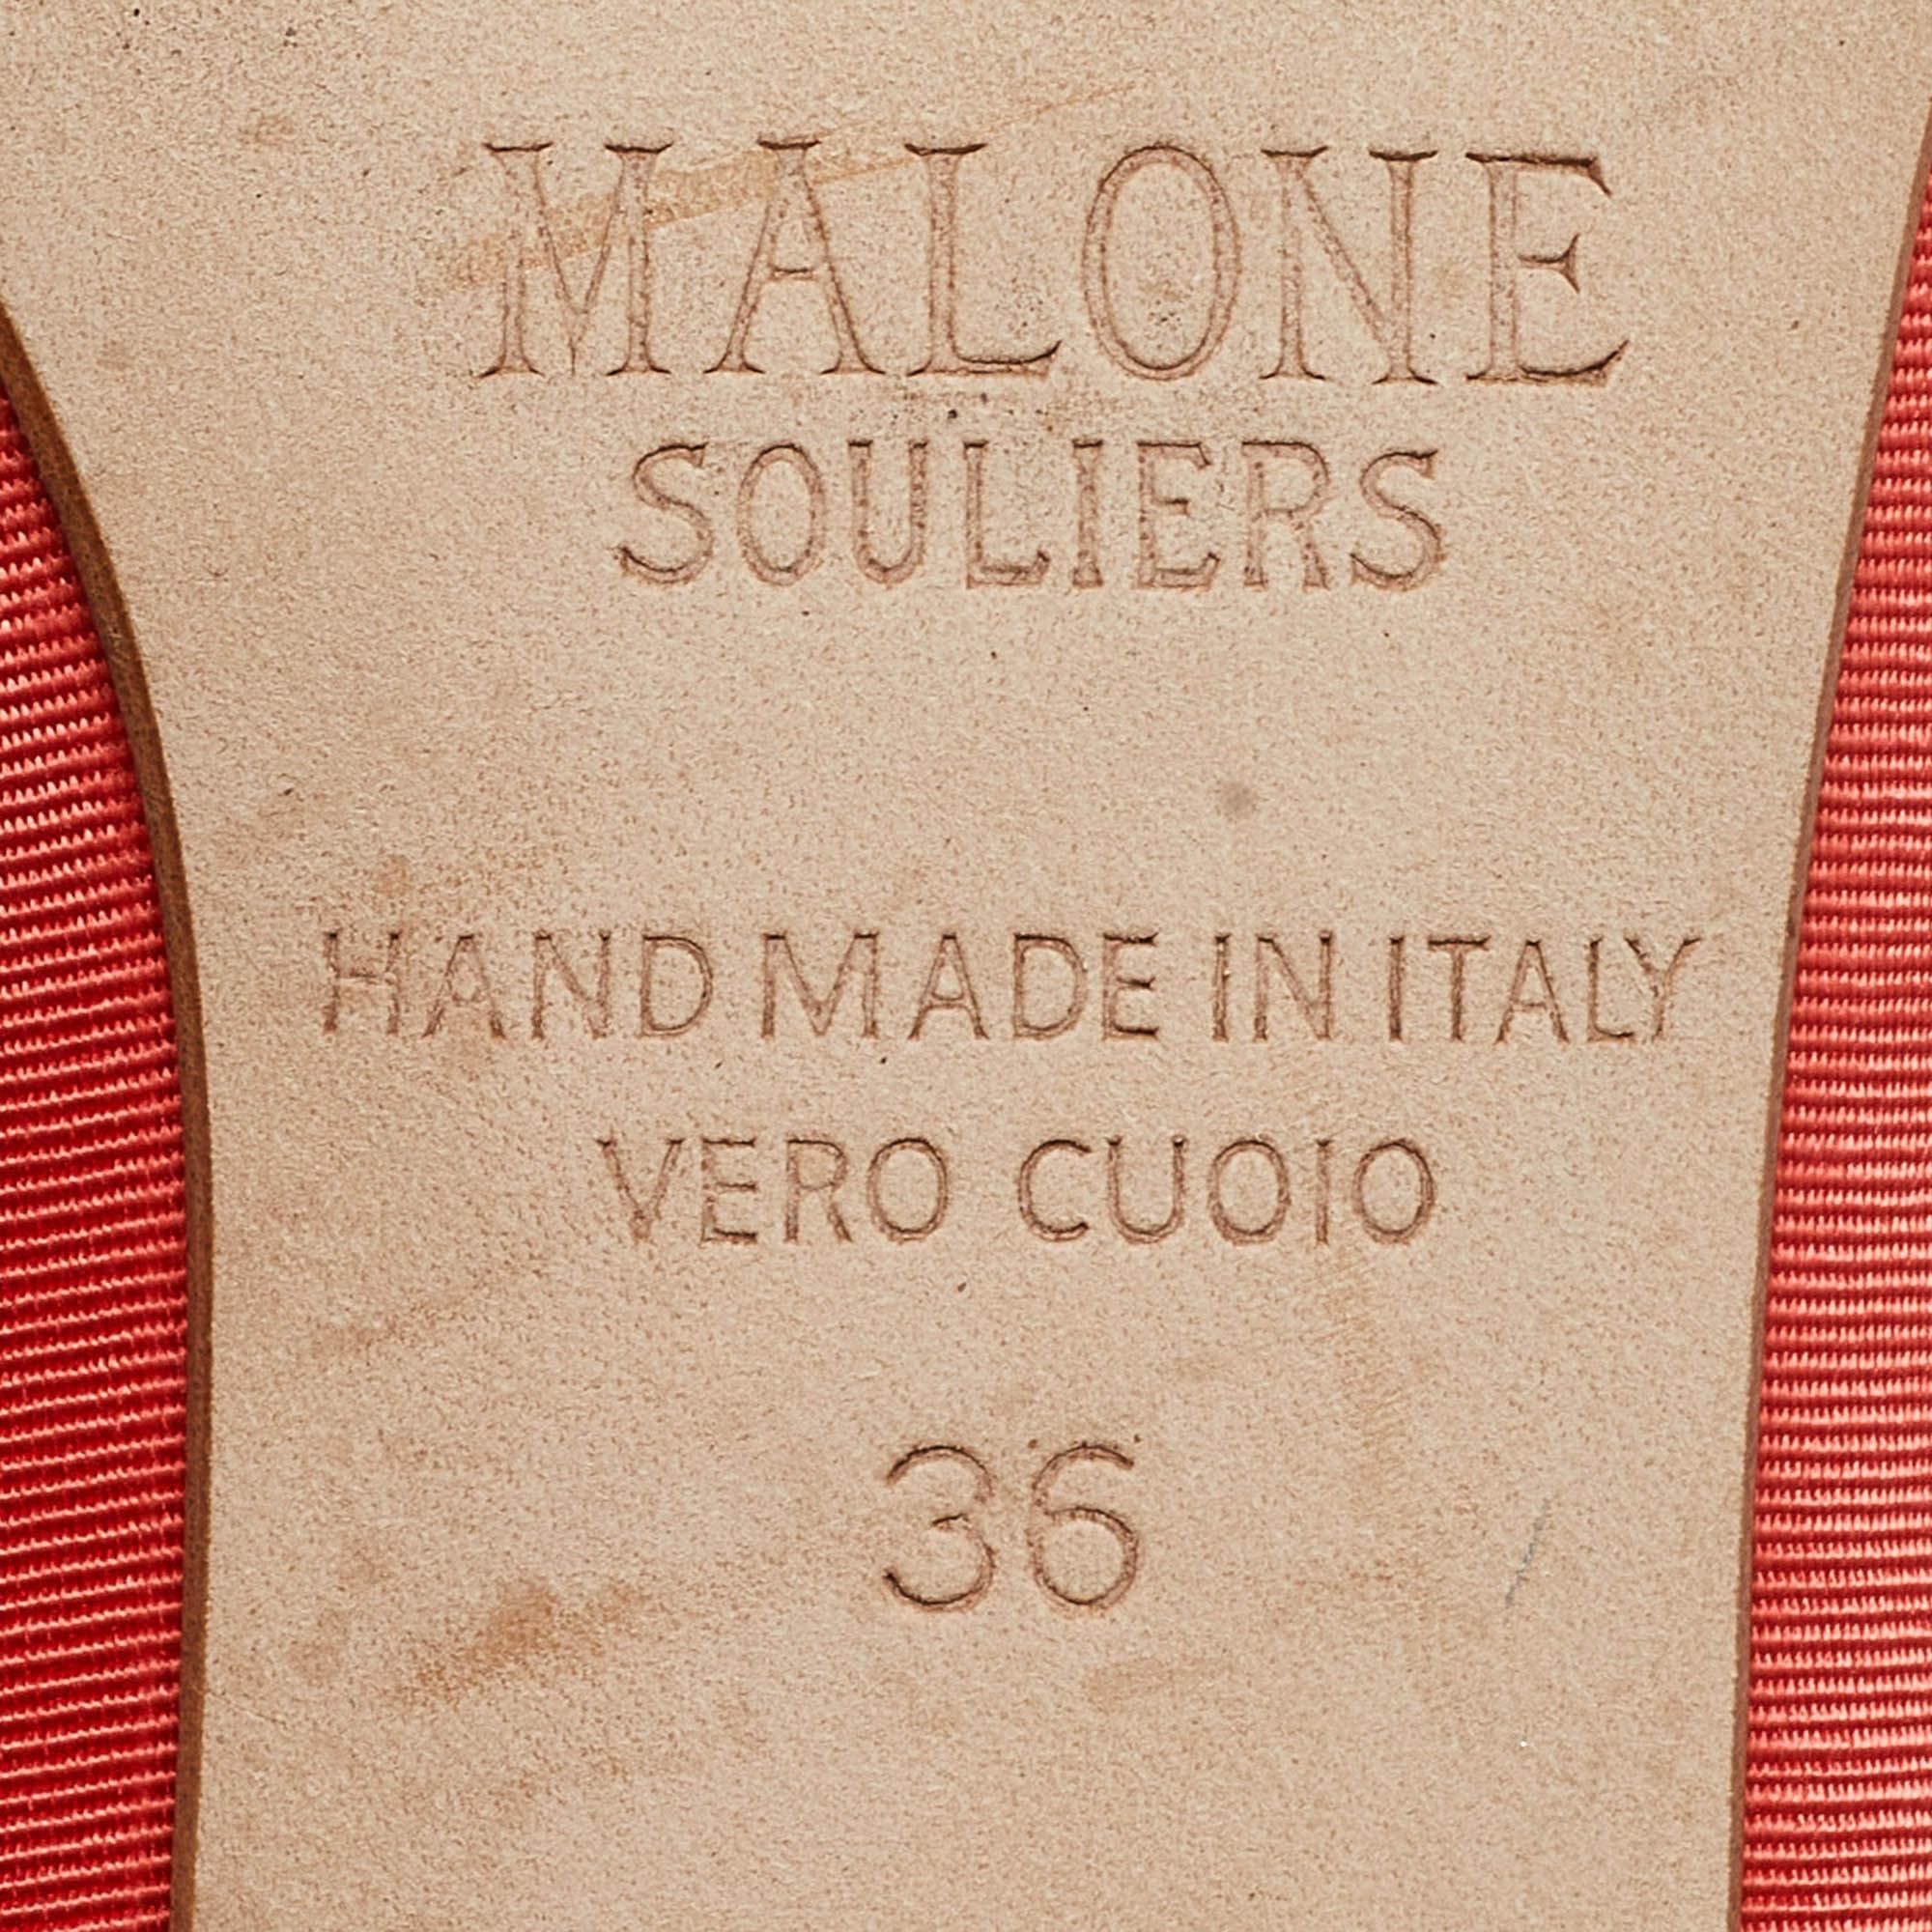 MALONE
SOULIERS
HAND MADE IN ITALY
VERO CUOIO
36